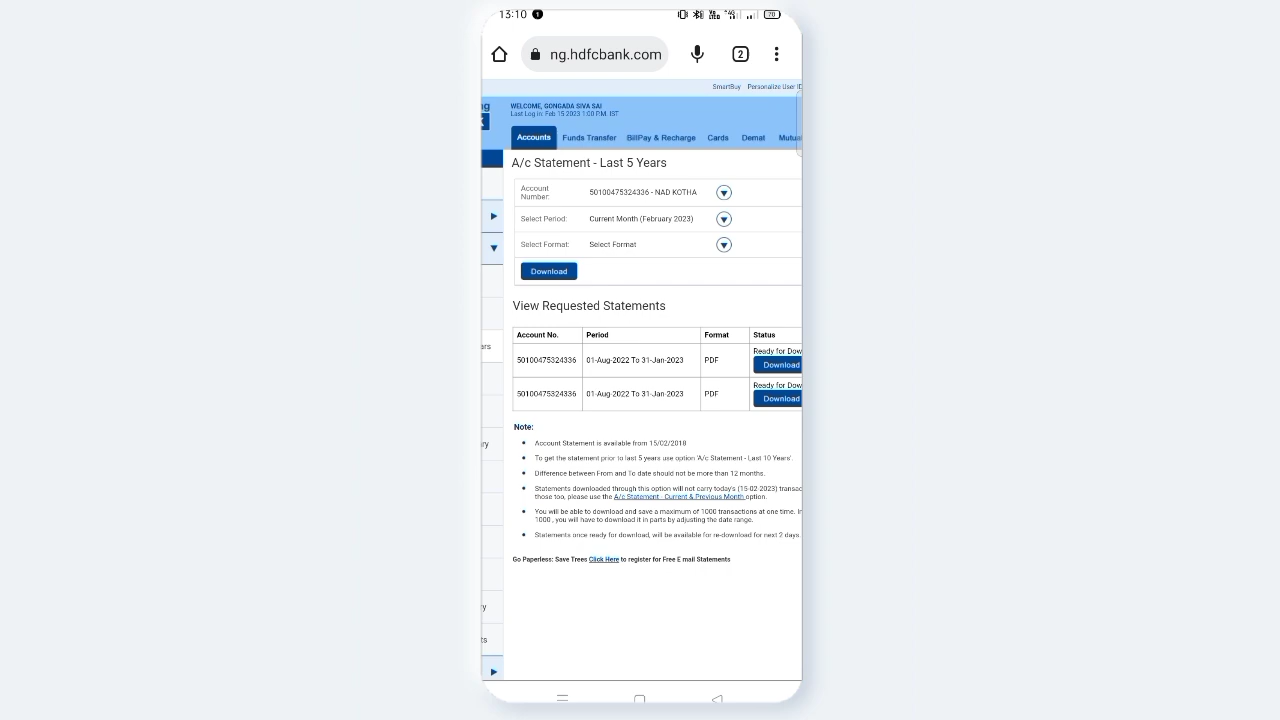 13:10
ng.hdfcbank.com
2
SmartBuy Personalize User ID
WELCOME, GONGADA SIVA SAI
Last Log in: Feb 15 2023 1:00 P.M. IST
Accounts Funds Transfer BillPay & Recharge Cards Demat Mutua
A/c Statement - Last 5 Years
Account Number: 50100475324336 - NAD KOTHA
Select Period: Current Month (February 2023)
Select Format: Select Format
Download
View Requested Statements
Account No. Period Format Status
50100475324336 01-Aug-2022 To 31-Jan-2023 PDF Ready for Dow
Download
50100475324336 01-Aug-2022 To 31-Jan-2023 PDF Ready for Dow
Download
Note:
Account Statement is available from 15/02/2018
To get the statement prior to last 5 years use option 'A/c Statement - Last 10 Years'.
Difference between From and To date should not be more than 12 months.
Statements downloaded through this option will not carry today's (15-02-2023) transac
those too, please use the A/c Statement - Current & Previous Month option.
You will be able to download and save a maximum of 1000 transactions at one time. In
1000 , you will have to download it in parts by adjusting the date range.
Statements once ready for download, will be available for re-download for next 2 days.
Go Paperless: Save Trees Click Here to register for Free E mail Statements